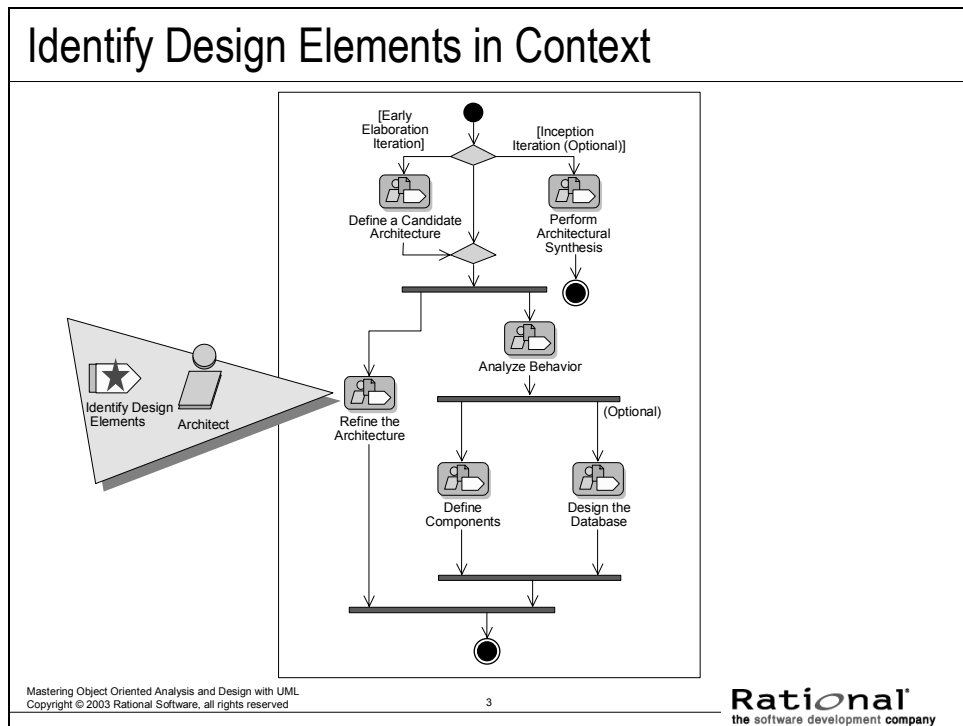 Identify Design Elements in Context
[Early
Elaboration
Iteration]
[Inception
Iteration (Optional)]
Define a Candidate
Architecture
Perform
Architectural
Synthesis
Analyze Behavior
Identify Design
Elements
Architect
Refine the
Architecture
(Optional)
Define
Components
Design the
Database
Mastering Object Oriented Analysis and Design with UML
Copyright © 2003 Rational Software, all rights reserved
3
Rational
the software development company